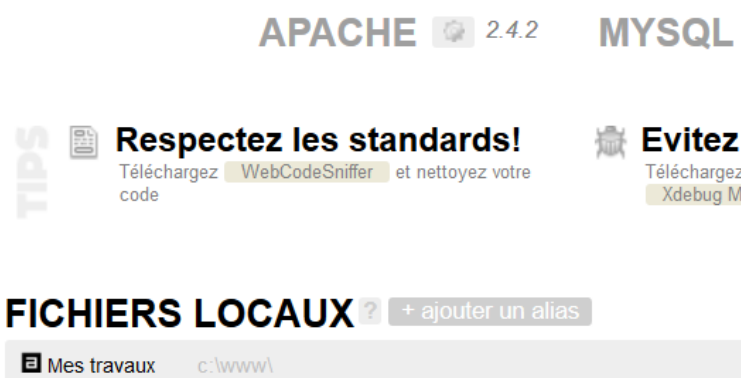 APACHE 2.4.2 MYSQL
TIPS
Respectez les standards!
Téléchargez WebCodeSniffer et nettoyez votre
code
Evitez
Téléchargez
Xdebug M
FICHIERS LOCAUX ? + ajouter un alias
a Mes travaux c:\www\